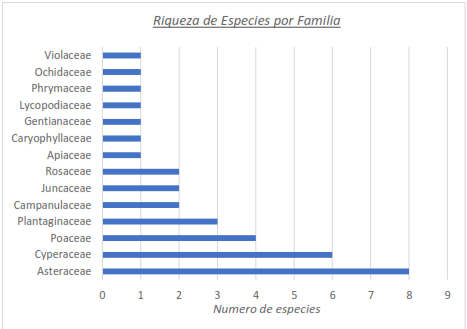 Riqueza de Especies por Familia
Violaceae
Ochidaceae
Phrymaceae
Lycopodiaceae
Gentianaceae
Caryophyllaceae
Apiaceae
Rosaceae
Juncaceae
Campanulaceae
Plantaginaceae
Poaceae
Cyperaceae
Asteraceae
0 1 2 3 4 5 6 7 8 9
Numero de especies